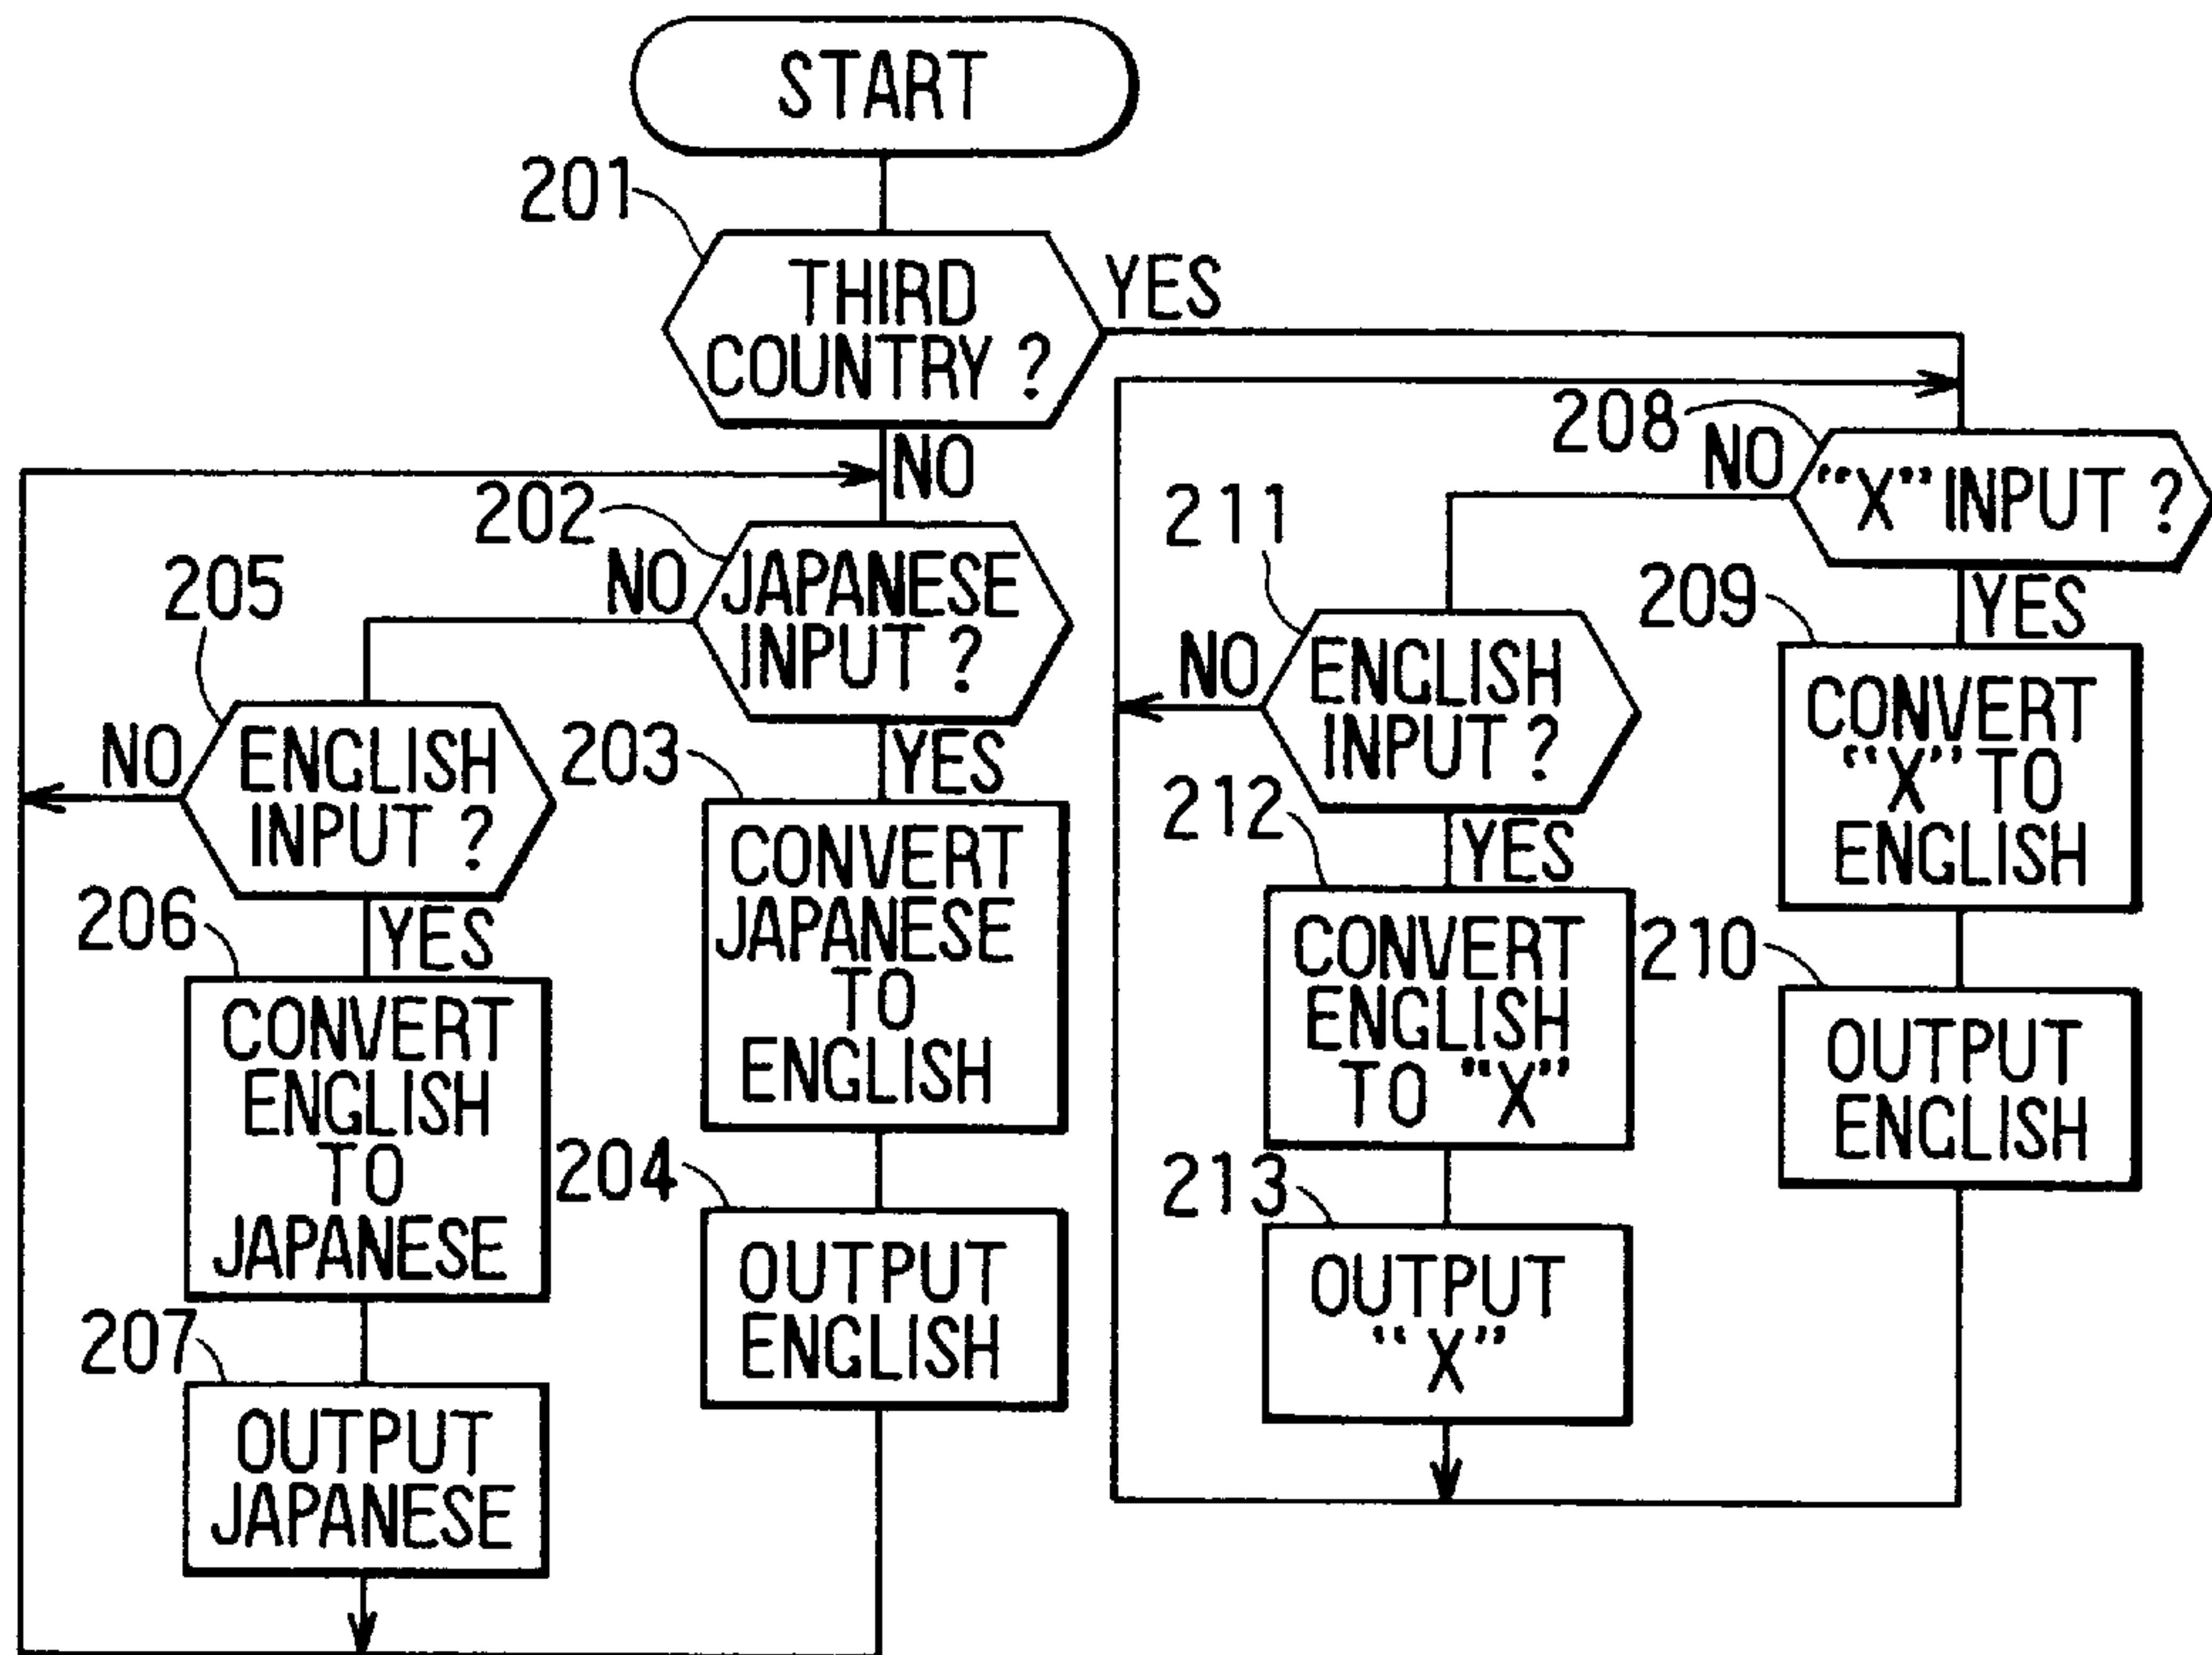 START
201
THIRD
COUNTRY ?
YES
NO
208
NO
"X" INPUT ?
YES
202
NO
JAPANESE
INPUT ?
YES
211
ENGLISH
INPUT ?
NO
YES
209
CONVERT
"X" TO
ENGLISH
205
ENGLISH
INPUT ?
NO
YES
203
CONVERT
JAPANESE
TO
ENGLISH
212
CONVERT
ENGLISH
TO "X"
210
OUTPUT
ENGLISH
206
CONVERT
ENGLISH
TO
JAPANESE
204
OUTPUT
ENGLISH
213
OUTPUT
"X"
207
OUTPUT
JAPANESE